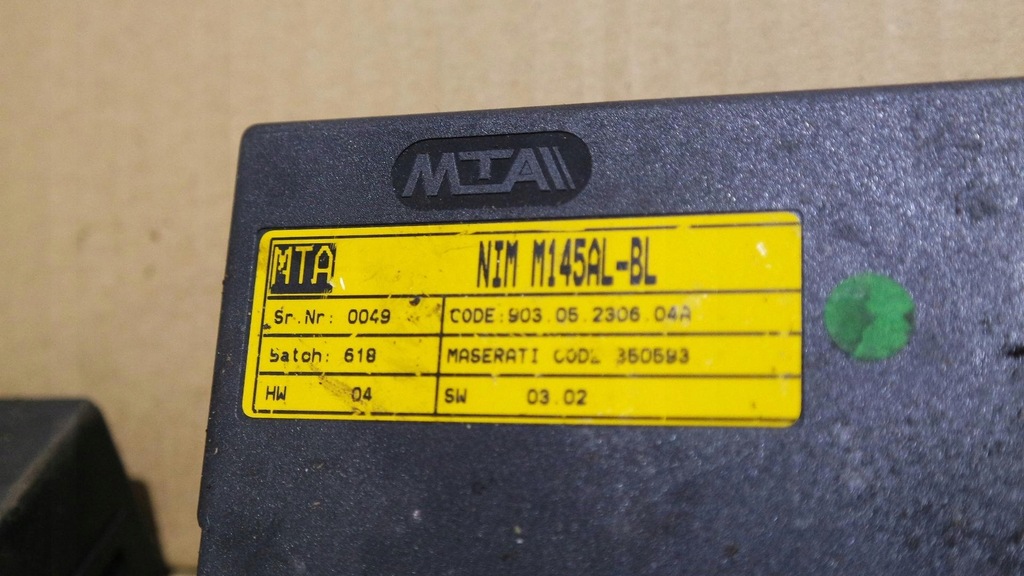 MTA
MTA NIM M145AL-BL
Sr.Nr: 0049 CODE:903.05.2306.04A
Batch: 618 MASERATI CODE 350593
HW 04 SW 03.02